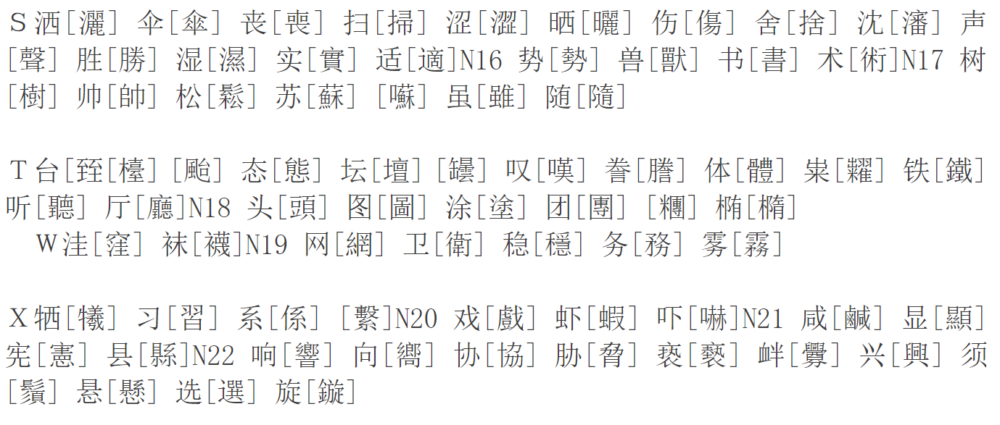 S洒[灑] 伞[傘] 丧[喪] 扫[掃] 涩[澀] 晒[曬] 伤[傷] 舍[捨] 沈[瀋] 声
[聲] 胜[勝] 湿[濕] 实[實] 适[適]N16 势[勢] 兽[獸] 书[書] 术[術]N17 树
[樹] 帅[帥] 松[鬆] 苏[蘇] [囌] 虽[雖] 随[隨]
T台[臺[檯] [颱] 态[態] 坛[壇] [罎] 叹[嘆] 誊[謄] 体[體] 粜[糶] 铁[鐵]
听[聽] 厅[廳]N18 头[頭] 图[圖] 涂[塗] 团[團] [糰] 椭[橢]
W洼[窪] 袜[襪]N19 网[網] 卫[衛] 稳[穩] 务[務] 雾[霧]
X牺[犧] 习[習] 系[係] [繫]N20 戏[戲] 虾[蝦] 吓[嚇]N21 咸[鹹] 显[顯]
宪[憲] 县[縣]N22 响[響] 向[嚮] 协[協] 胁[脅] 亵[褻] 衅[釁] 兴[興] 须
[鬚] 悬[懸] 选[選] 旋[鏇]